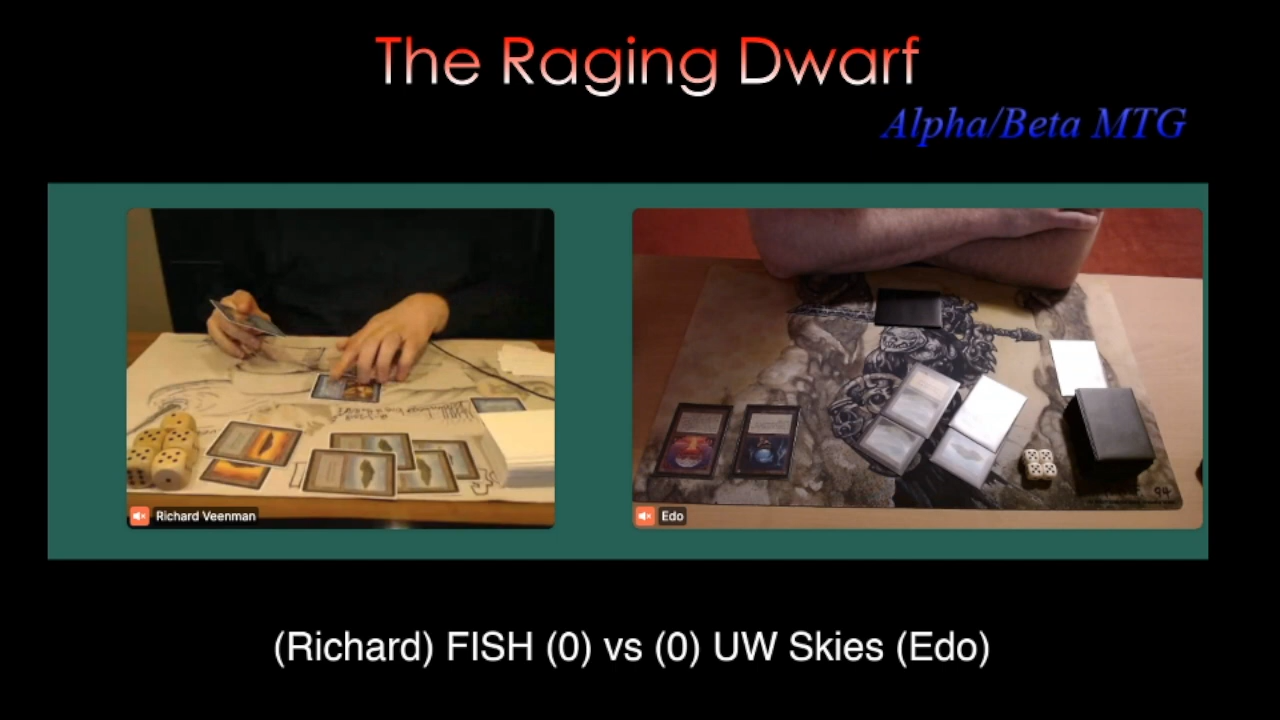 The Raging Dwarf
Alpha/Beta MTG
Richard Veenman
Edo
(Richard) FISH (0) vs (0) UW Skies (Edo)